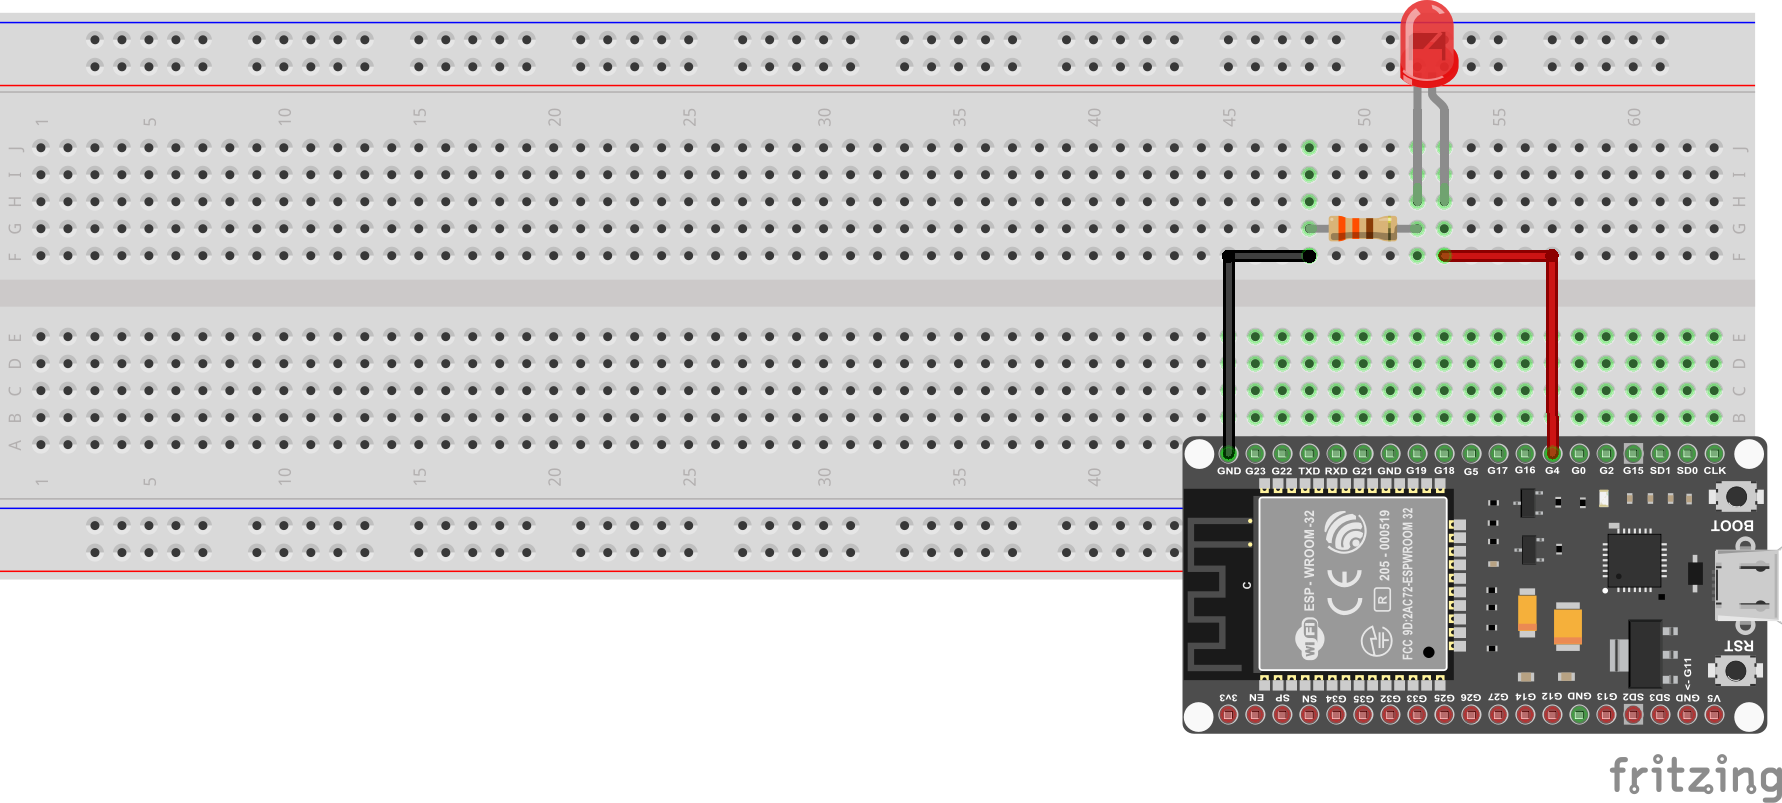 1 5 10 15 20 25 30 35 40 45 50 55 60
J J
I I
H H
G G
F F
E E
D D
C C
B B
A
1 5 10 15 20 25 30 35 40
GND G23 G22 TXD RXD G21 GND G19 G18 G5 G17 G16 G4 G0 G2 G15 SD1 SD0 CLK
BOOT
C
ESP - WROOM -32
WiFi
CE
R
205 - 000519
FCC 9D:2AC72-ESPWROOM 32
RST
<- G11
3v3 EN SP SN G34 G35 G32 G33 G25 G26 G27 G14 G12 GND G13 SD2 SD3 GND V5
fritzing